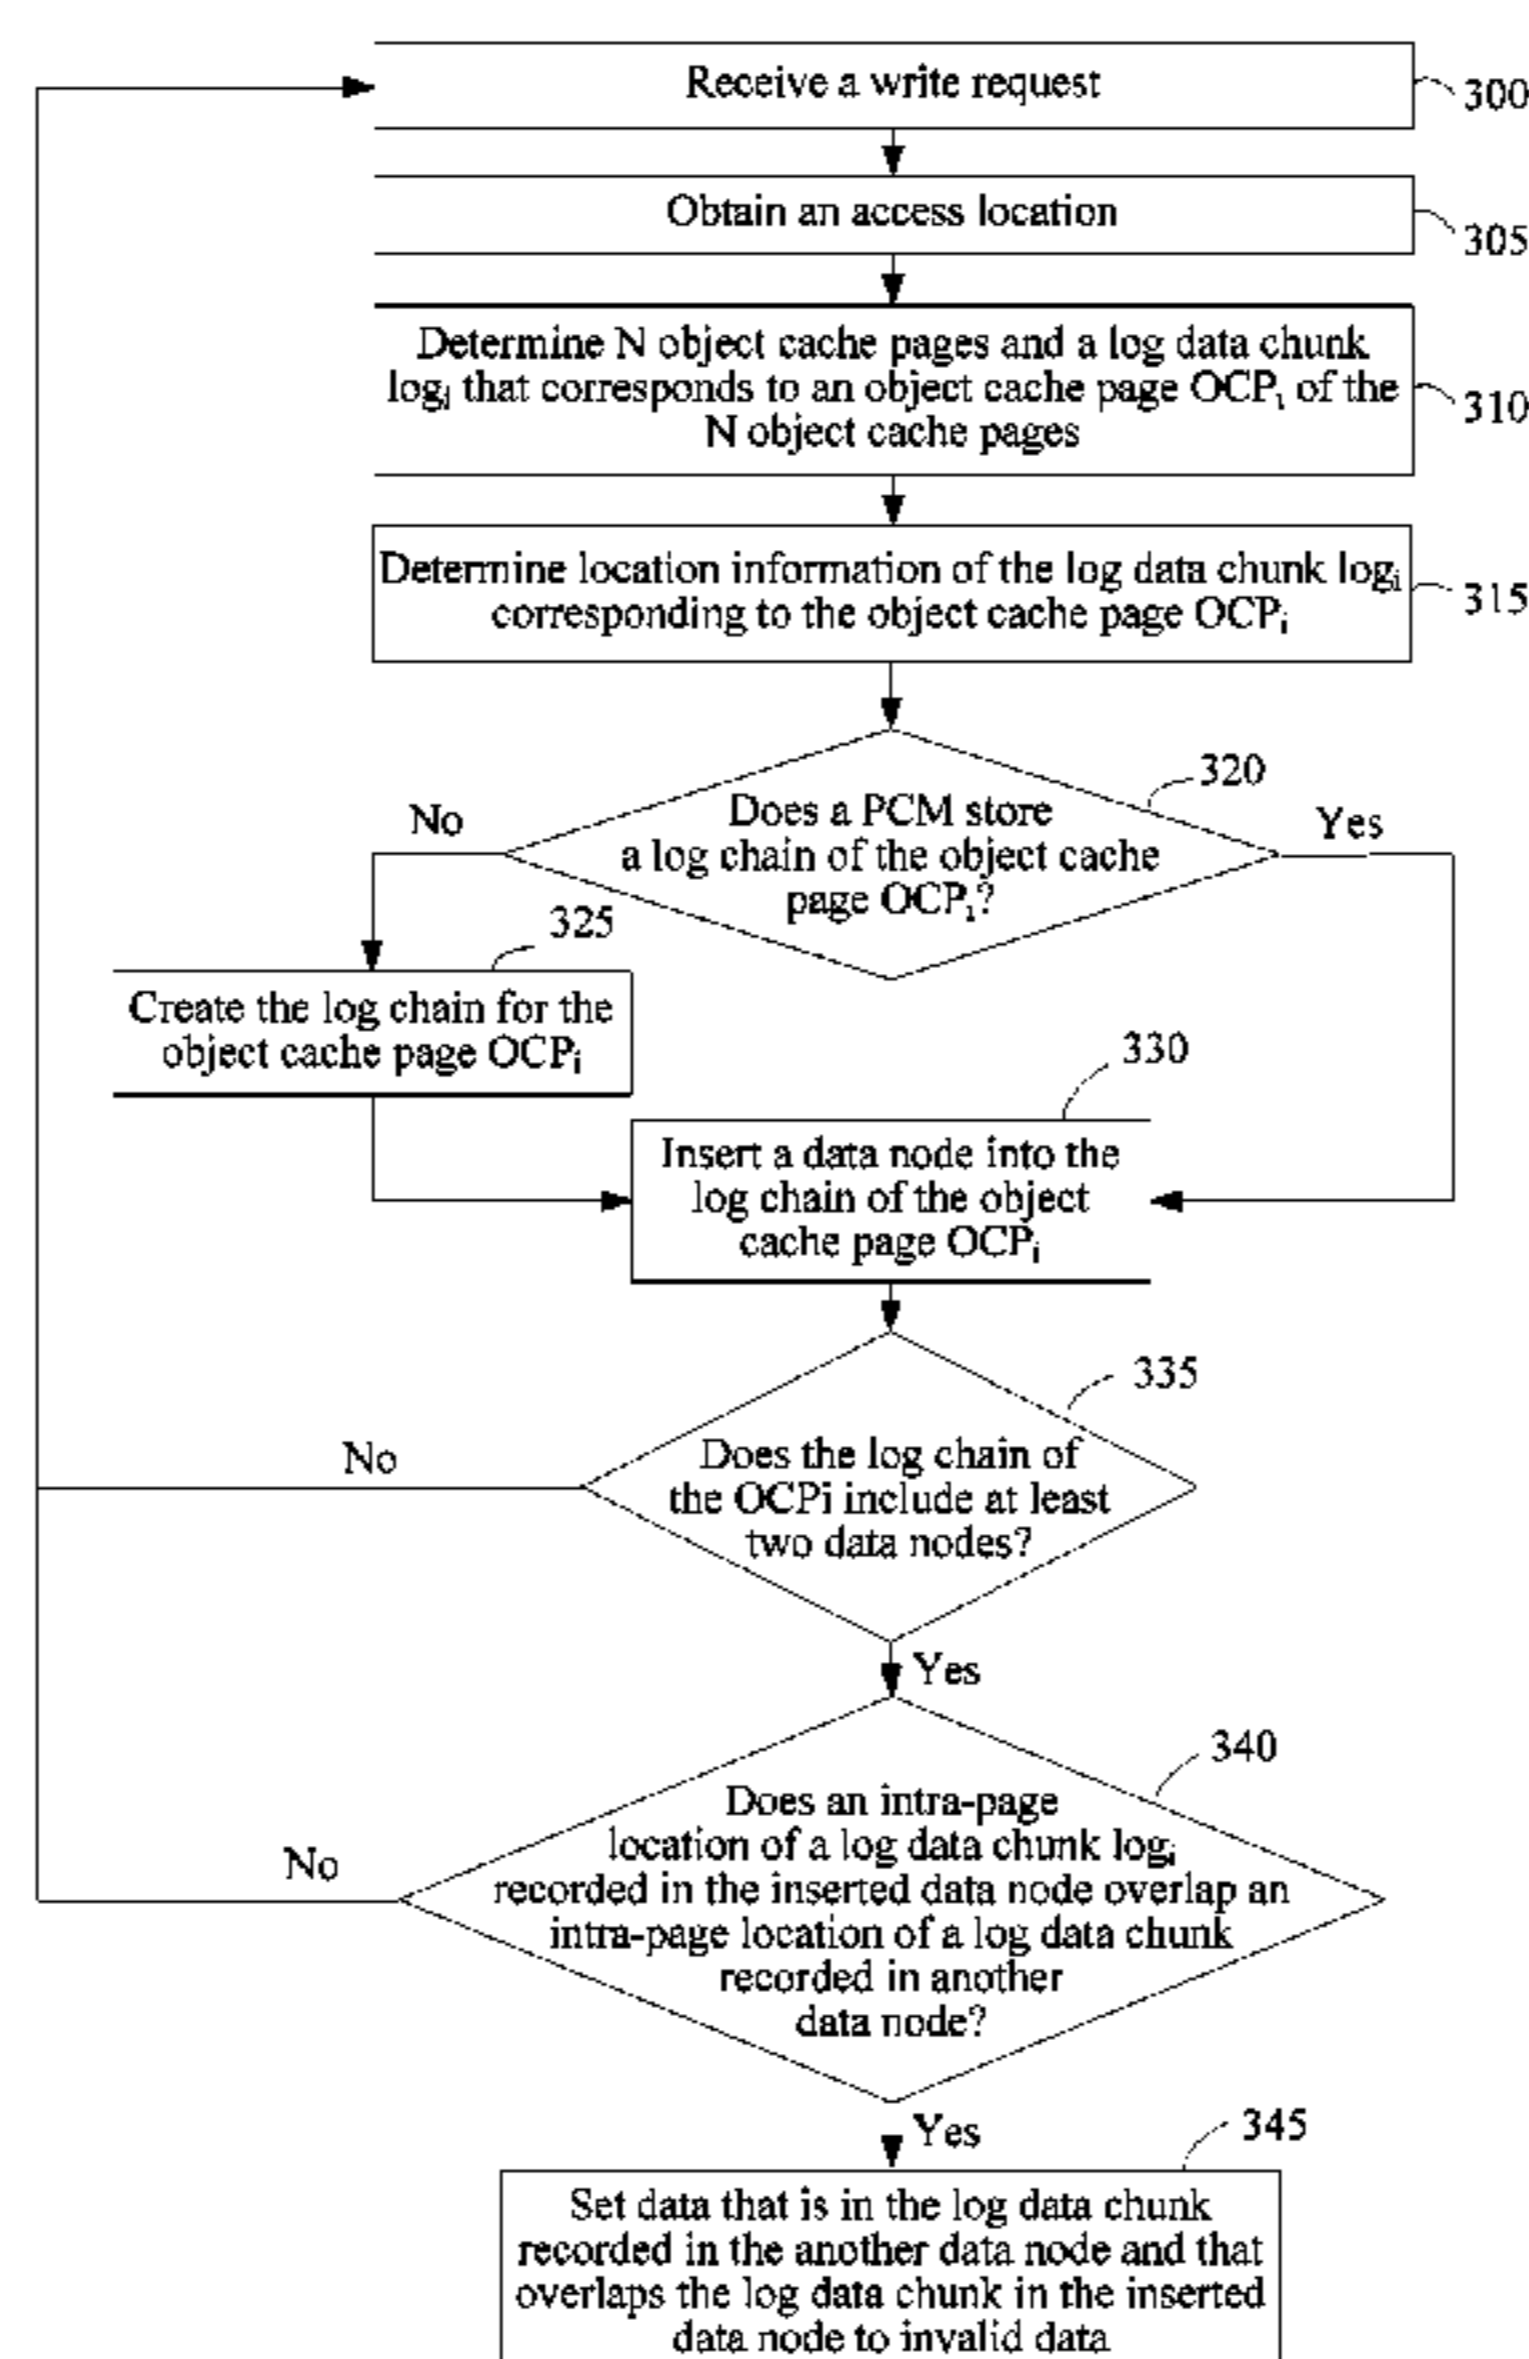 Receive a write request
300
Obtain an access location
305
Determine N object cache pages and a log data chunk
logi that corresponds to an object cache page OCPi of the
N object cache pages
310
Determine location information of the log data chunk logi
corresponding to the object cache page OCPi
315
320
No
Yes
Does a PCM store
a log chain of the object cache
page OCPi?
325
Create the log chain for the
object cache page OCPi
330
Insert a data node into the
log chain of the object
cache page OCPi
335
No
Does the log chain of
the OCPi include at least
two data nodes?
Yes
340
No
Does an intra-page
location of a log data chunk logi
recorded in the inserted data node overlap an
intra-page location of a log data chunk
recorded in another
data node?
Yes
345
Set data that is in the log data chunk
recorded in the another data node and that
overlaps the log data chunk in the inserted
data node to invalid data